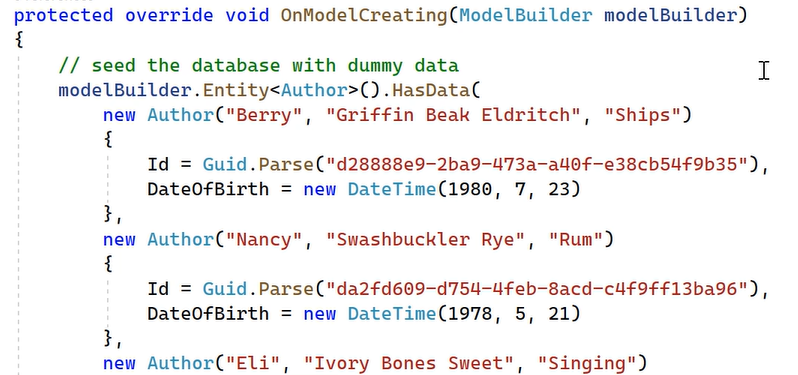 protected override void OnModelCreating(ModelBuilder modelBuilder)
{
    // seed the database with dummy data
    modelBuilder.Entity<Author>().HasData(
        new Author("Berry", "Griffin Beak Eldritch", "Ships")
        {
            Id = Guid.Parse("d28888e9-2ba9-473a-a40f-e38cb54f9b35"),
            DateOfBirth = new DateTime(1980, 7, 23)
        },
        new Author("Nancy", "Swashbuckler Rye", "Rum")
        {
            Id = Guid.Parse("da2fd609-d754-4feb-8acd-c4f9ff13ba96"),
            DateOfBirth = new DateTime(1978, 5, 21)
        },
        new Author("Eli", "Ivory Bones Sweet", "Singing")